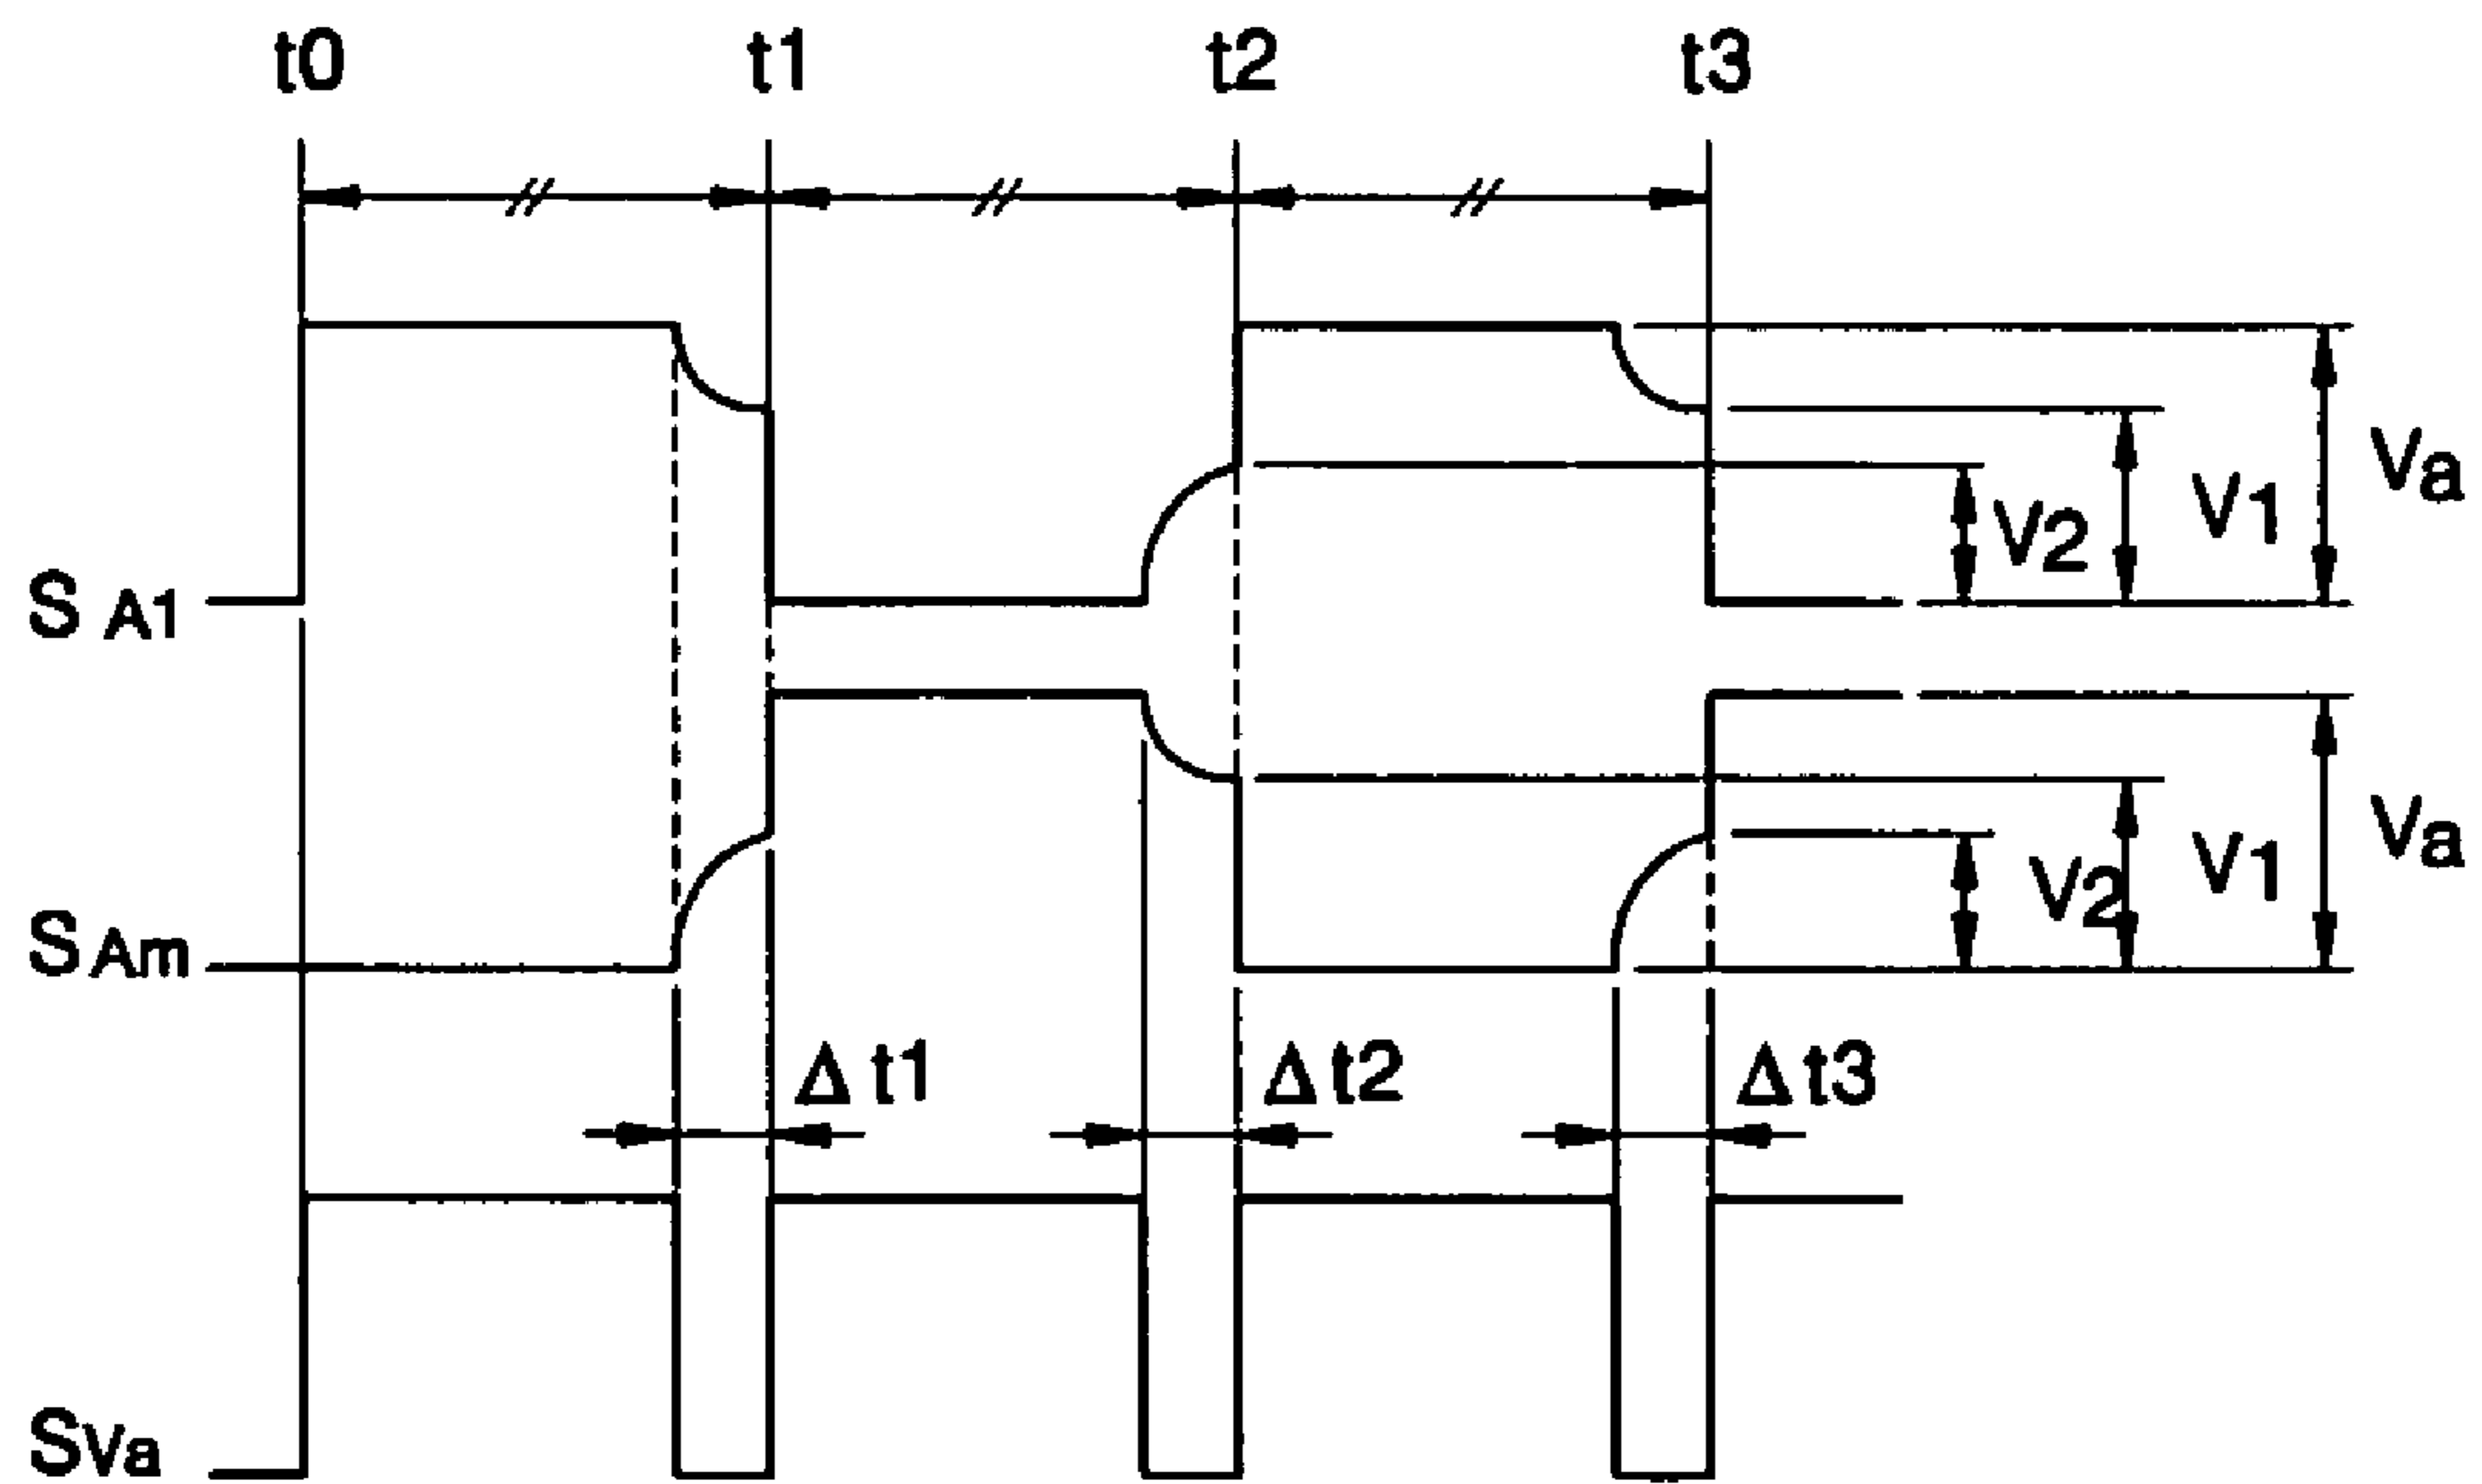 t0 t1 t2 t3
Va
V1
V2
SA1
Va
V1
V2
SAm
Δt1 Δt2 Δt3
SVa